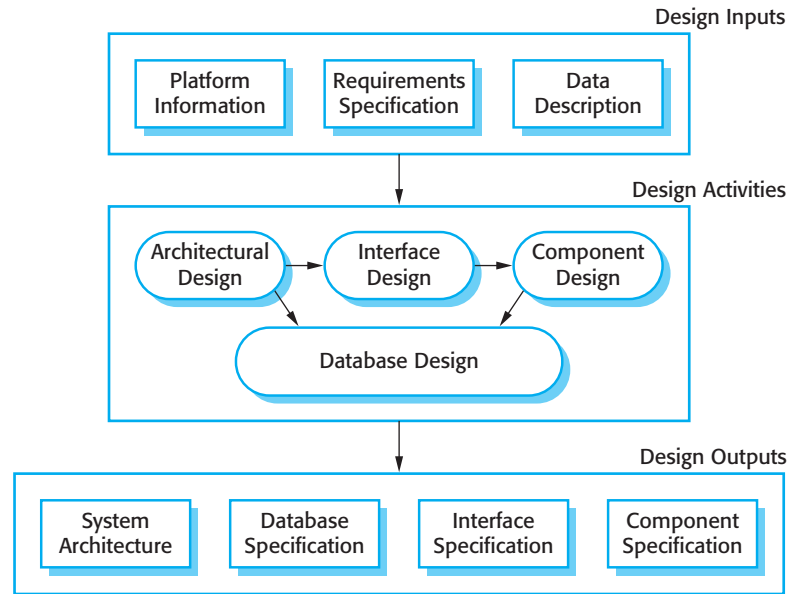 Design Inputs
Platform
Information
Requirements
Specification
Data
Description
Design Activities
Architectural
Design
Interface
Design
Component
Design
Database Design
Design Outputs
System
Architecture
Database
Specification
Interface
Specification
Component
Specification